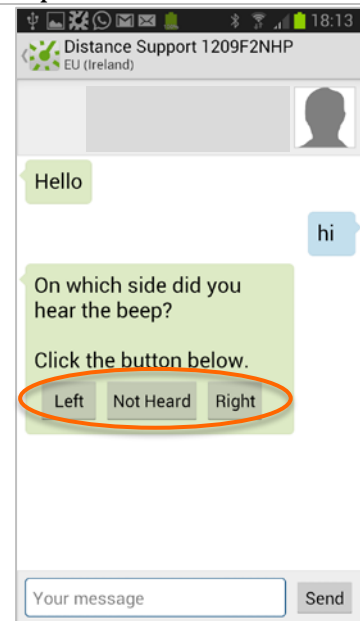 18:13
Distance Support 1209F2NHP
EU (Ireland)
Hello
hi
On which side did you
hear the beep?
Click the button below.
Left Not Heard Right
Your message Send